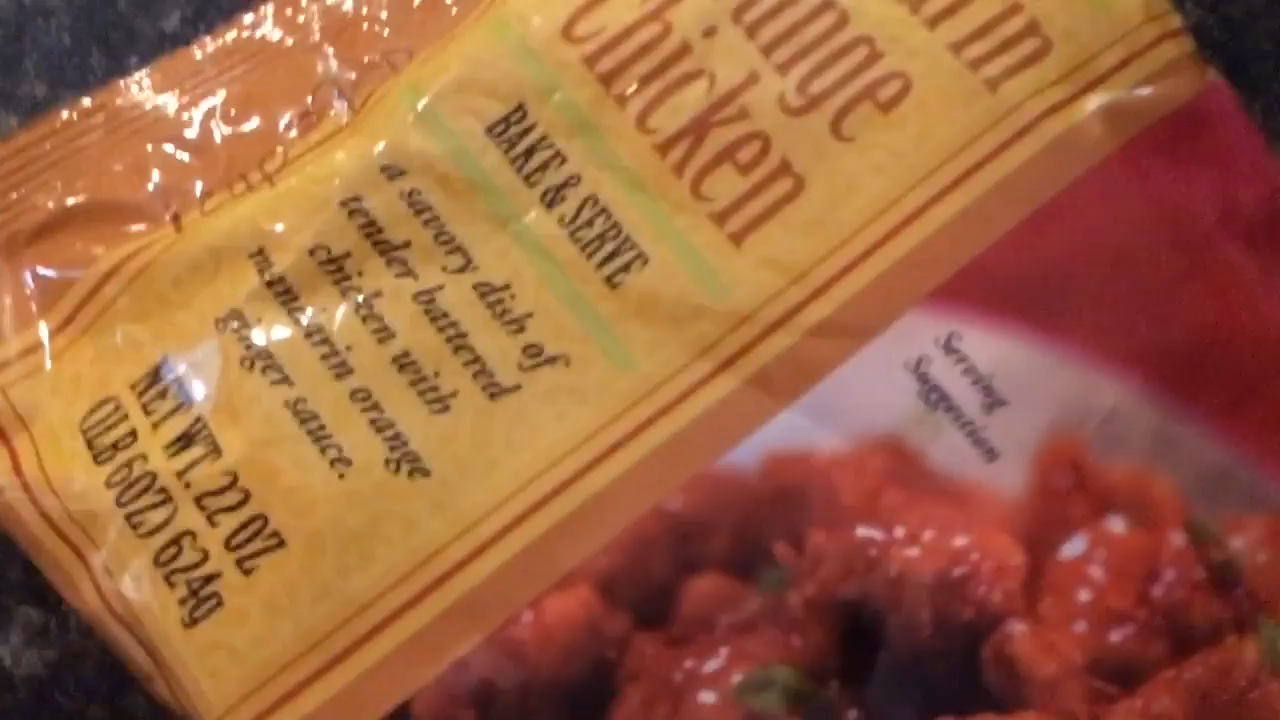 Chicken
BAKE & SERVE
a savory dish of
tender battered
chicken with
mandarin orange
ginger sauce.
NET WT. 22 OZ
(1LB 6OZ) 624g
Serving
Suggestion